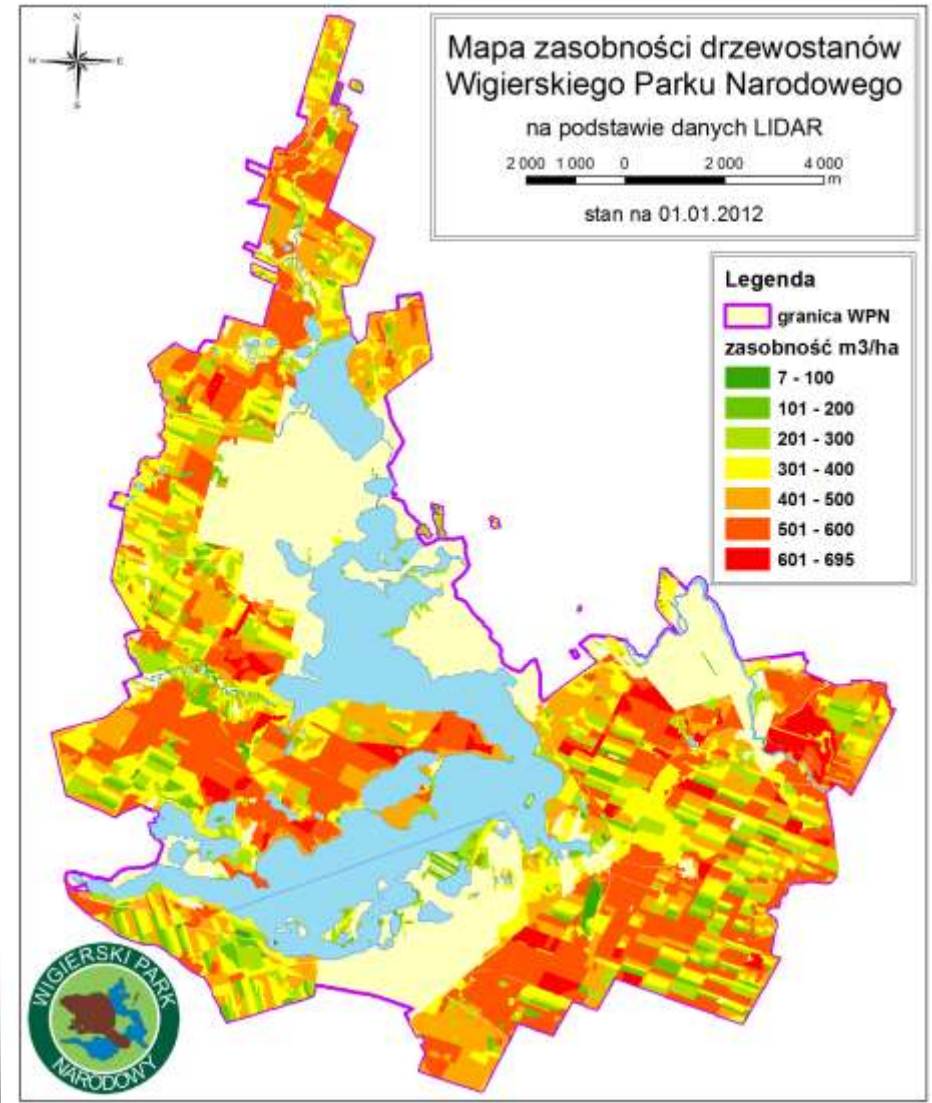 N
W E
S
Mapa zasobności drzewostanów
Wigierskiego Parku Narodowego
na podstawie danych LIDAR
2 000 1 000 0 2 000 4 000
m
stan na 01.01.2012
Legenda
granica WPN
zasobność m3/ha
7 - 100
101 - 200
201 - 300
301 - 400
401 - 500
501 - 600
601 - 695
WIGIERSKI PARK
NARODOWY